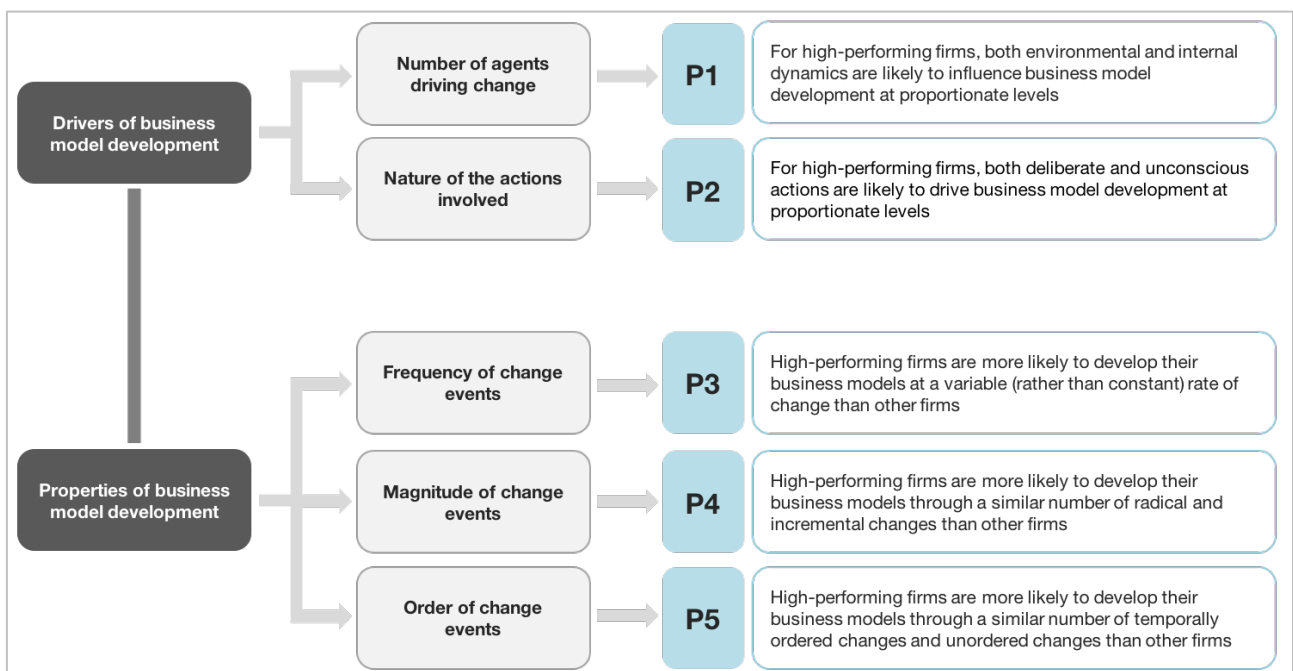 Drivers of business
model development
Number of agents
driving change
P1
For high-performing firms, both environmental and internal
dynamics are likely to influence business model
development at proportionate levels
Nature of the actions
involved
P2
For high-performing firms, both deliberate and unconscious
actions are likely to drive business model development at
proportionate levels
Properties of business
model development
Frequency of change
events
P3
High-performing firms are more likely to develop their
business models at a variable (rather than constant) rate of
change than other firms
Magnitude of change
events
P4
High-performing firms are more likely to develop their
business models through a similar number of radical and
incremental changes than other firms
Order of change
events
P5
High-performing firms are more likely to develop their
business models through a similar number of temporally
ordered changes and unordered changes than other firms